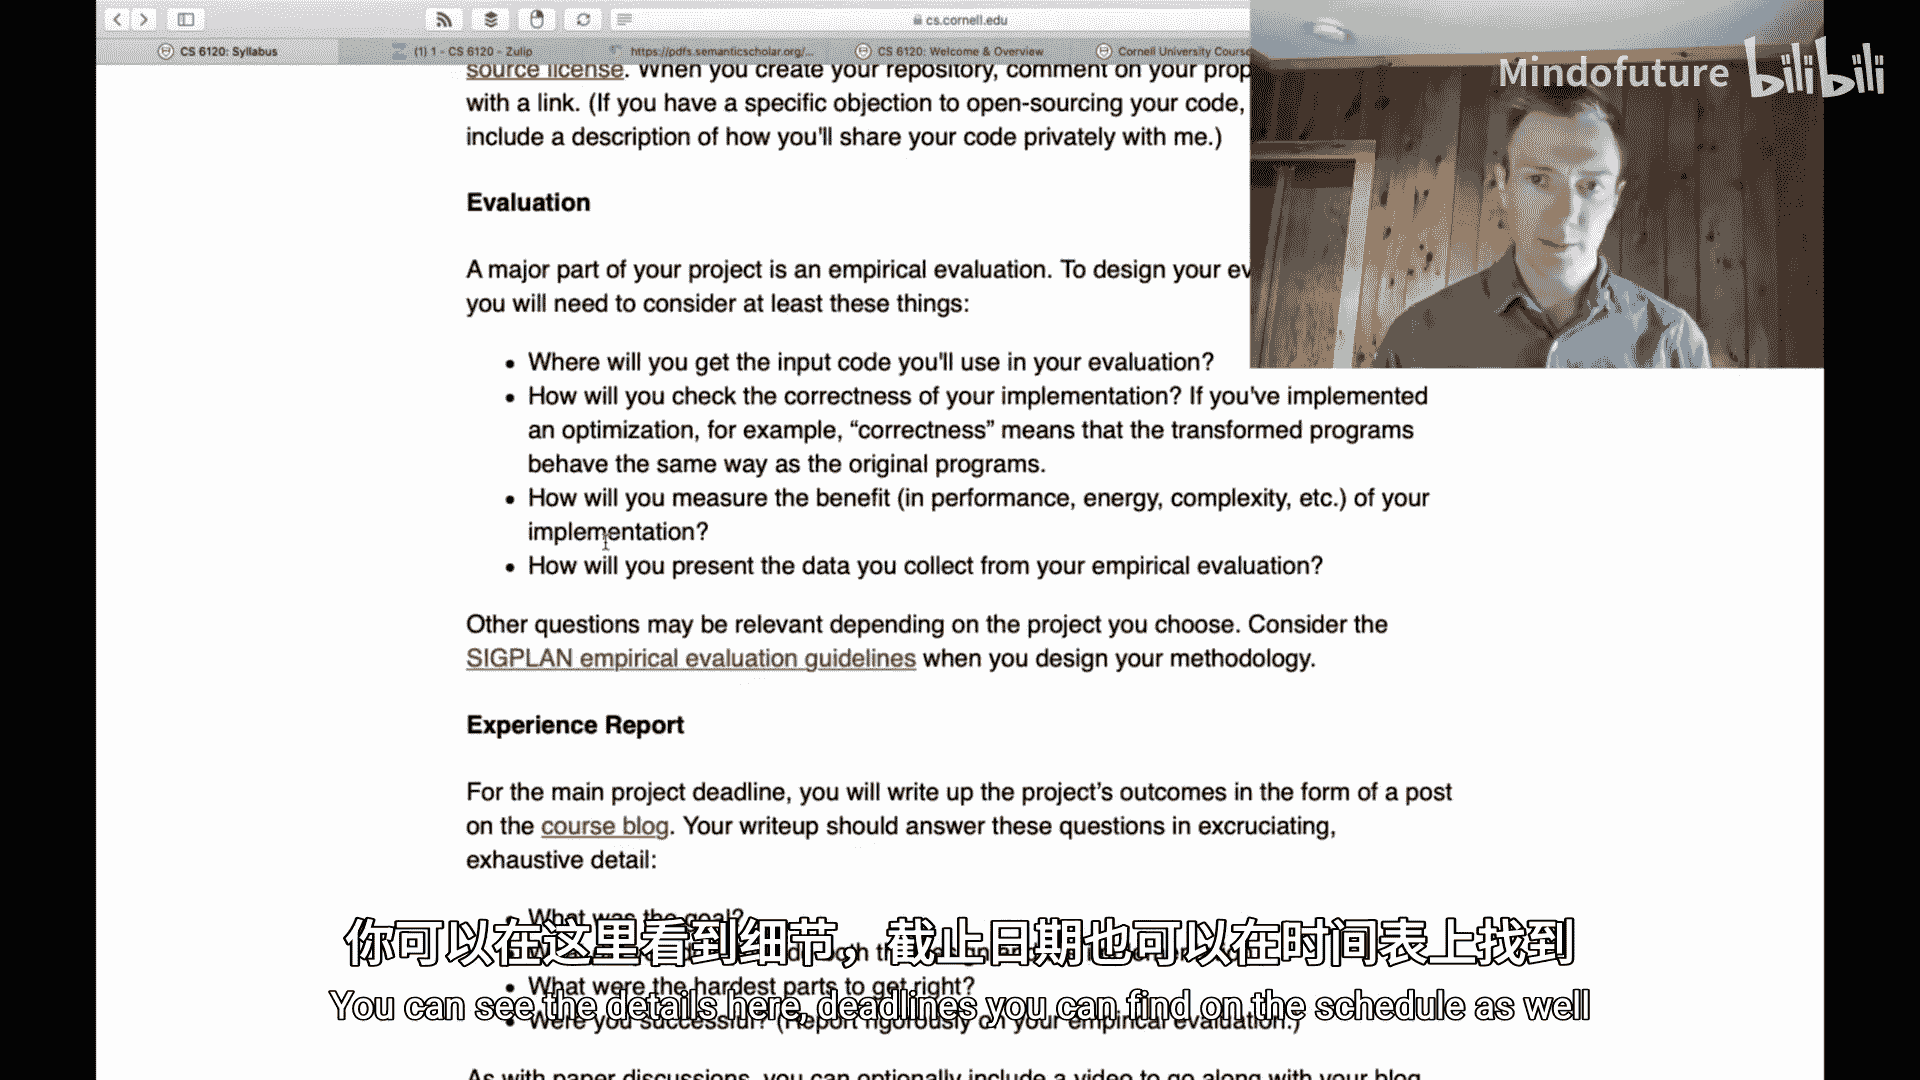 cs.cornell.edu
CS 6120: Syllabus
(1) 1 - CS 6120 - Zulip
https://pdfs.semanticscholar.org/...
CS 6120: Welcome & Overview
Cornell University Course
Mindofuture bilibili
source license. When you create your repository, comment on your prop
with a link. (If you have a specific objection to open-sourcing your code,
include a description of how you'll share your code privately with me.)
Evaluation
A major part of your project is an empirical evaluation. To design your ev
you will need to consider at least these things:
• Where will you get the input code you'll use in your evaluation?
• How will you check the correctness of your implementation? If you've implemented
an optimization, for example, “correctness” means that the transformed programs
behave the same way as the original programs.
• How will you measure the benefit (in performance, energy, complexity, etc.) of your
implementation?
• How will you present the data you collect from your empirical evaluation?
Other questions may be relevant depending on the project you choose. Consider the
SIGPLAN empirical evaluation guidelines when you design your methodology.
Experience Report
For the main project deadline, you will write up the project’s outcomes in the form of a post
on the course blog. Your writeup should answer these questions in excruciating,
exhaustive detail:
• What was the goal?
你可以在这里看到细节，截止日期也可以在时间表上找到
• What were the hardest parts to get right?
You can see the details here, deadlines you can find on the schedule as well
• Were you successful? (Report rigorously on your empirical evaluation.)
As with paper discussions, you can optionally include a video to go along with your blog